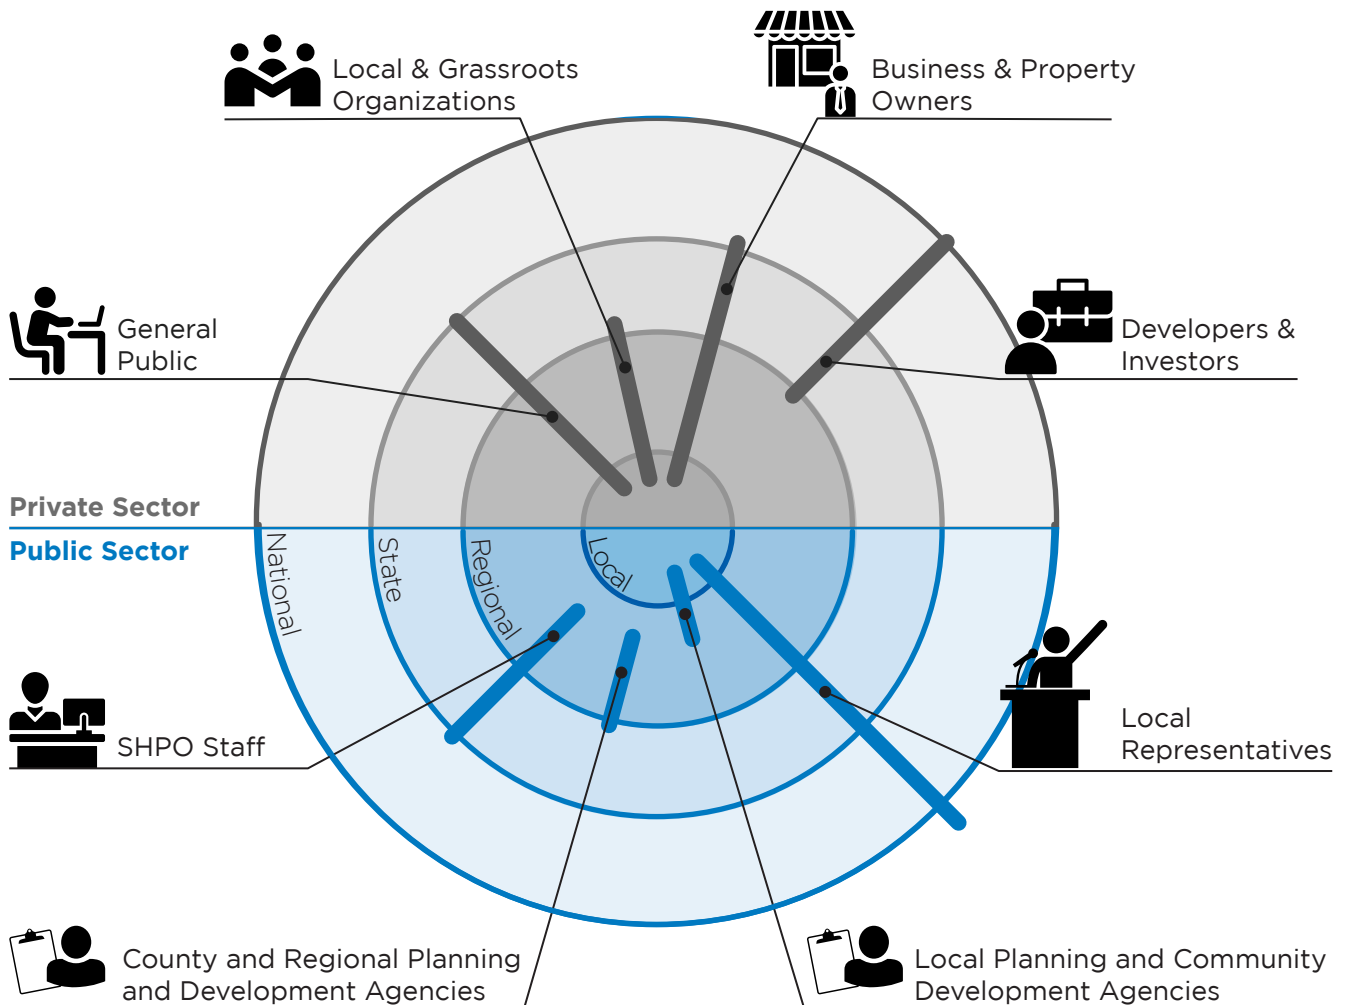 Local & Grassroots
Organizations
Business & Property
Owners
General
Public
Developers &
Investors
Private Sector
Public Sector
National
State
Regional
Local
SHPO Staff
Local
Representatives
County and Regional Planning
and Development Agencies
Local Planning and Community
Development Agencies